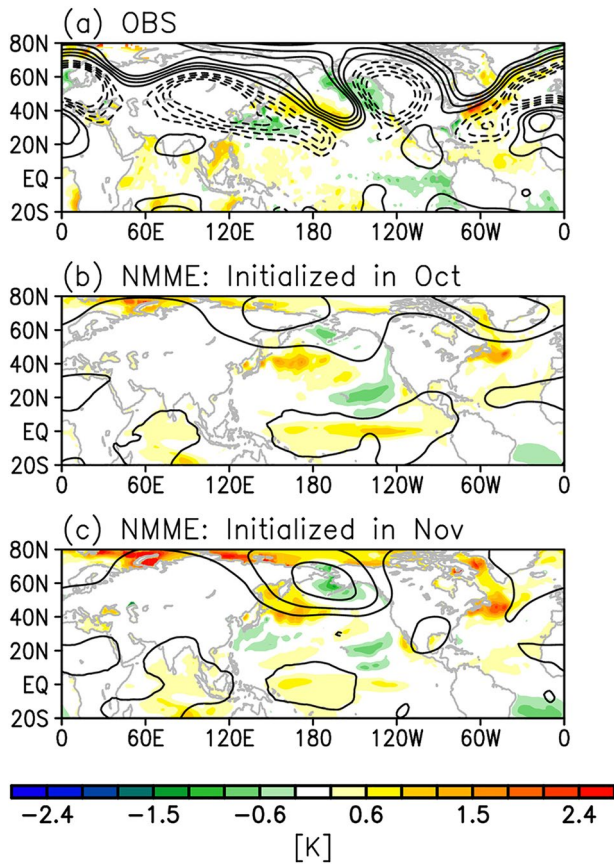 (a) OBS
80N
60N
40N
20N
EQ
20S
0 60E 120E 180 120W 60W 0
(b) NMME: Initialized in Oct
80N
60N
40N
20N
EQ
20S
0 60E 120E 180 120W 60W 0
(c) NMME: Initialized in Nov
80N
60N
40N
20N
EQ
20S
0 60E 120E 180 120W 60W 0
−2.4 −1.5 −0.6 0.6 1.5 2.4
[K]